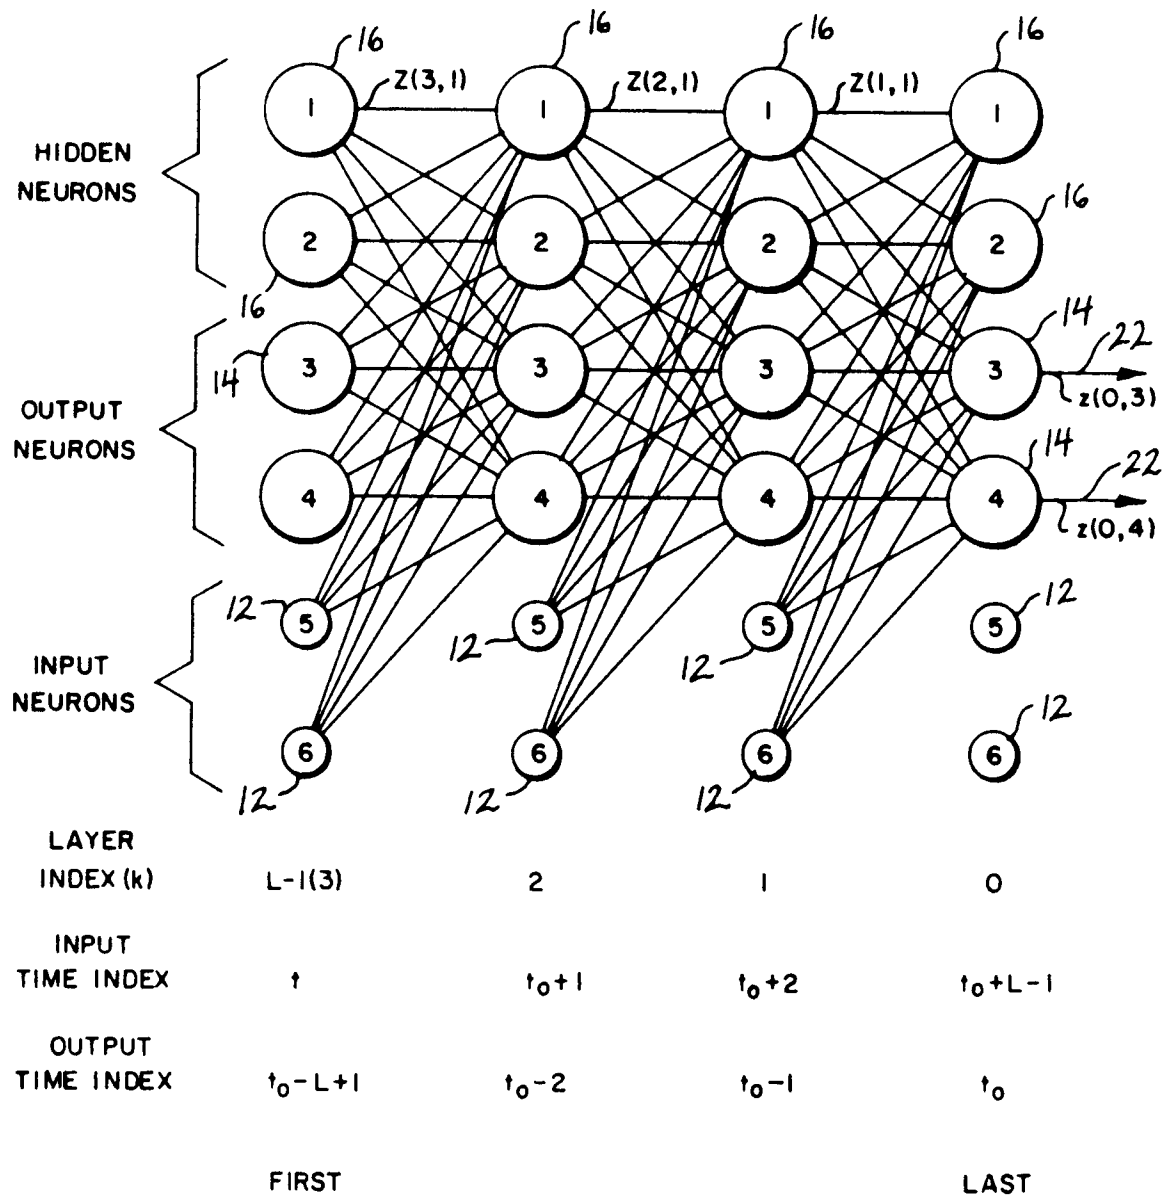 16 16 16 16
Z(3,1) Z(2,1) Z(1,1)
1 1 1 1
HIDDEN
NEURONS
16
2 2 2 2
16
14
22
3 3 3 3
14
z(0,3)
OUTPUT
NEURONS
14
22
4 4 4 4
z(0,4)
12 12 12 12
5 5 5 5
INPUT
NEURONS
12
6 6 6 6
12 12 12
LAYER
INDEX (k) L-1(3) 2 1 0
INPUT
TIME INDEX t t₀+1 t₀+2 t₀+L-1
OUTPUT
TIME INDEX t₀-L+1 t₀-2 t₀-1 t₀
FIRST LAST